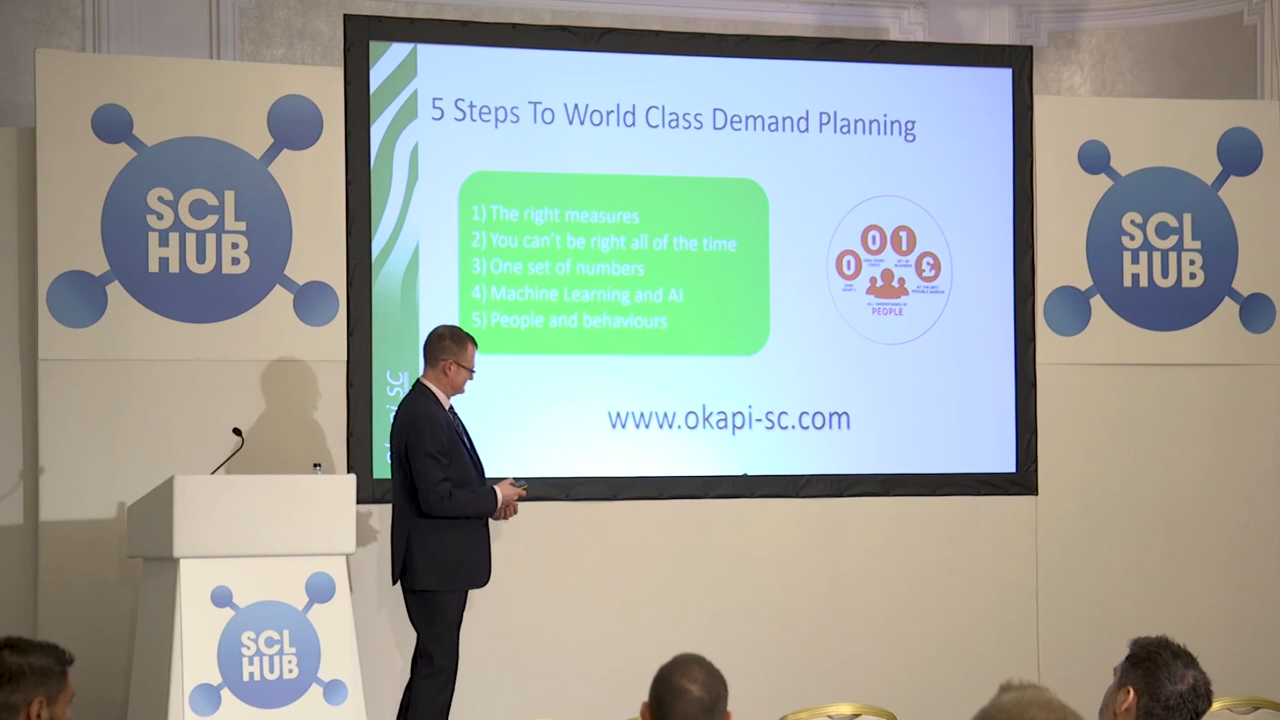 5 Steps To World Class Demand Planning
1) The right measures
2) You can't be right all of the time
3) One set of numbers
4) Machine Learning and AI
5) People and behaviours
0 0 1 £
PEOPLE
www.okapi-sc.com
SCL
HUB
SCL
HUB
SCL
HUB